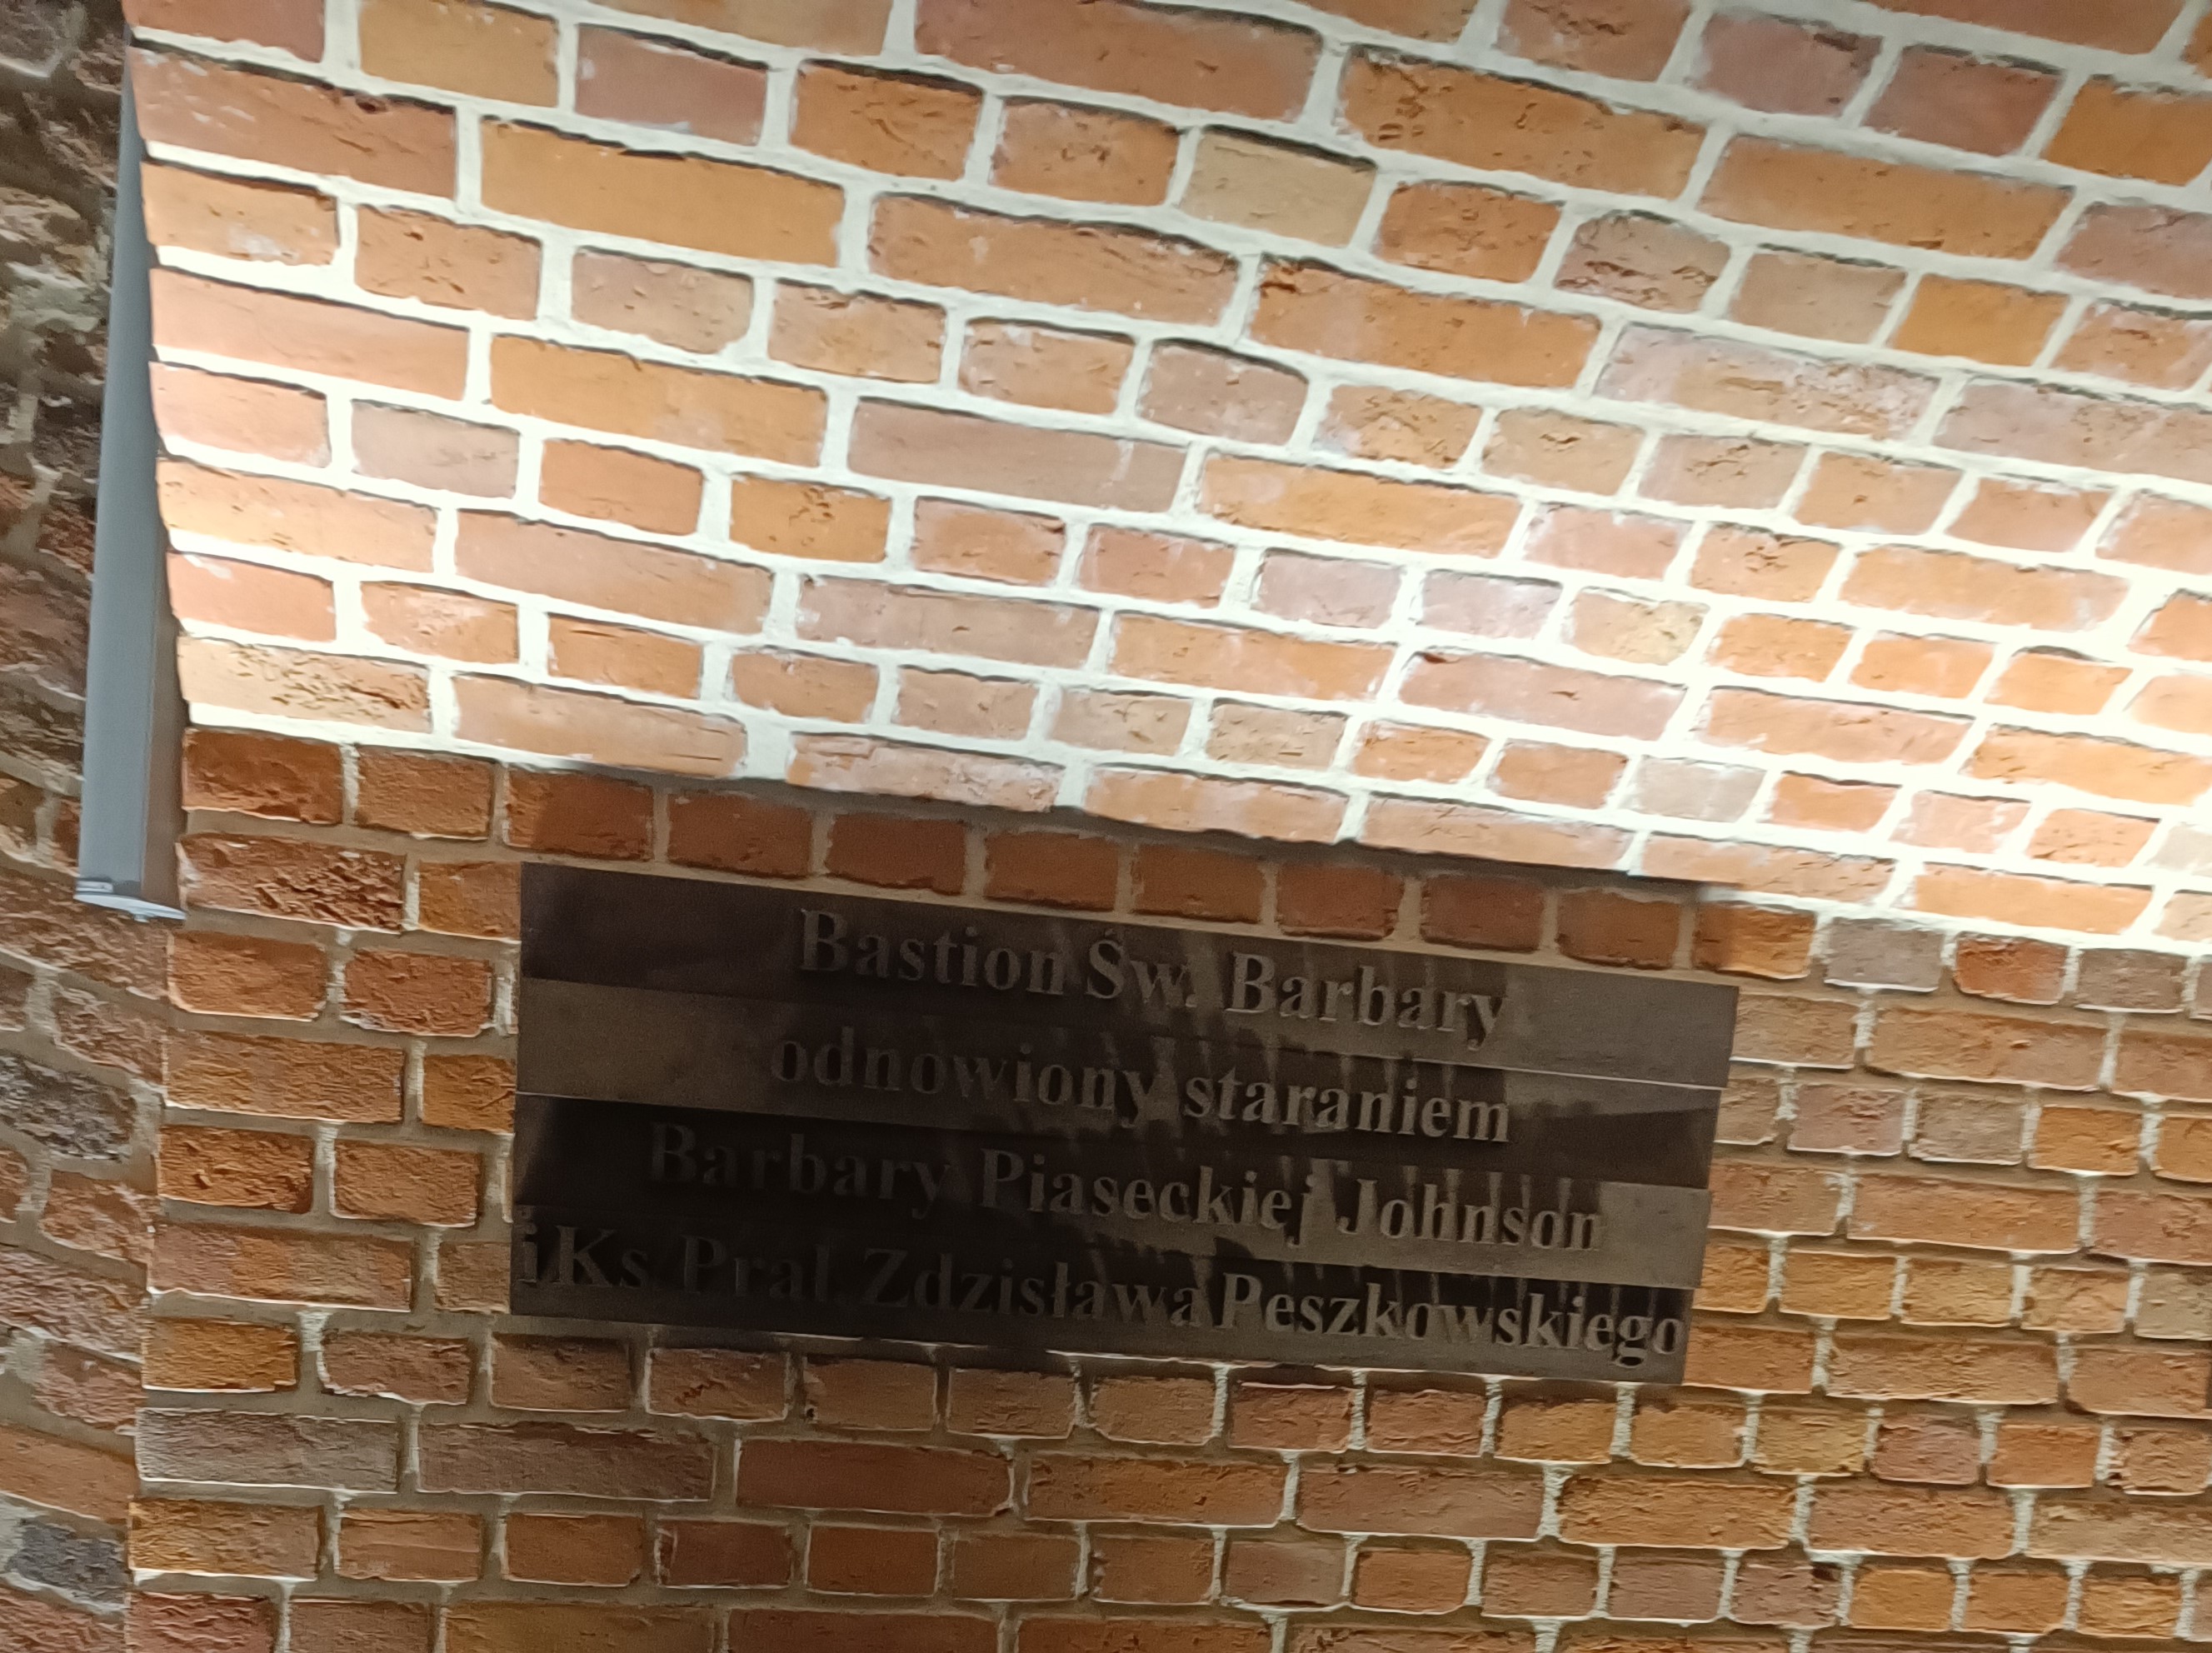 Bastion Św. Barbary
odnowiony staraniem
Barbary Piaseckiej Johnson
i Ks Prał Zdzisława Peszkowskiego